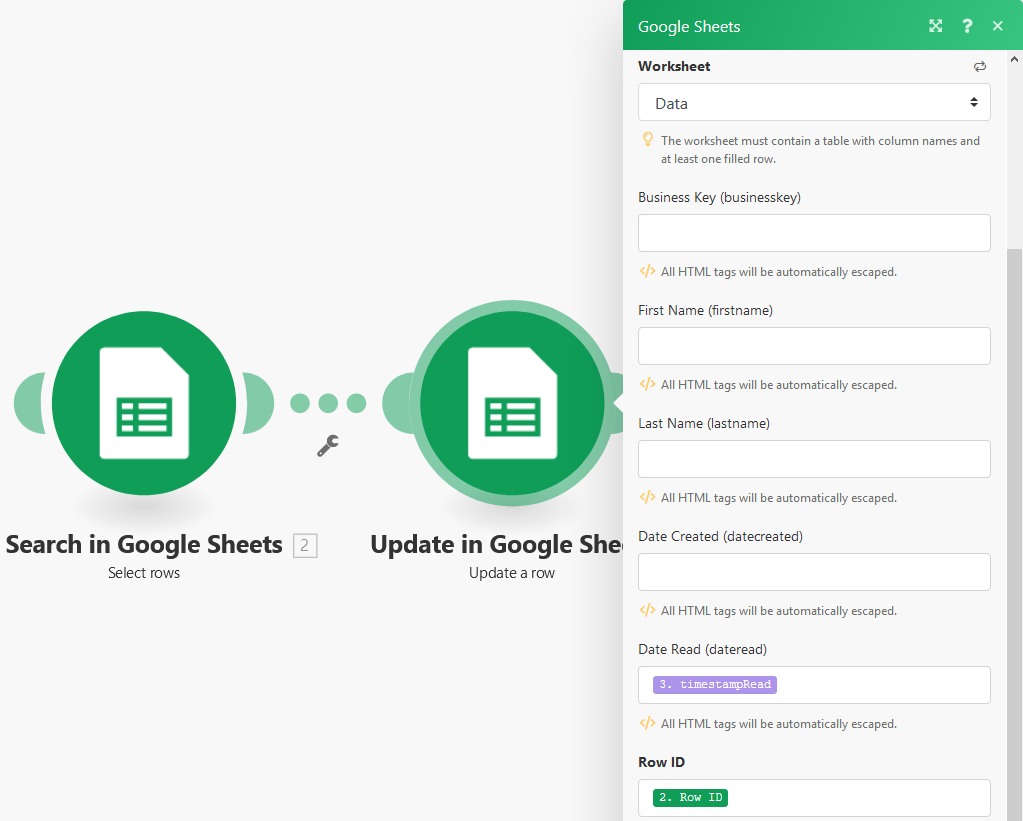 Google Sheets
?
Worksheet
Data
The worksheet must contain a table with column names and
at least one filled row.
Business Key (businesskey)
</> All HTML tags will be automatically escaped.
First Name (firstname)
</> All HTML tags will be automatically escaped.
Last Name (lastname)
</> All HTML tags will be automatically escaped.
Date Created (datecreated)
</> All HTML tags will be automatically escaped.
Date Read (dateread)
3. timestampRead
</> All HTML tags will be automatically escaped.
Row ID
2. Row ID
Search in Google Sheets 2
Select rows
Update in Google Shee
Update a row